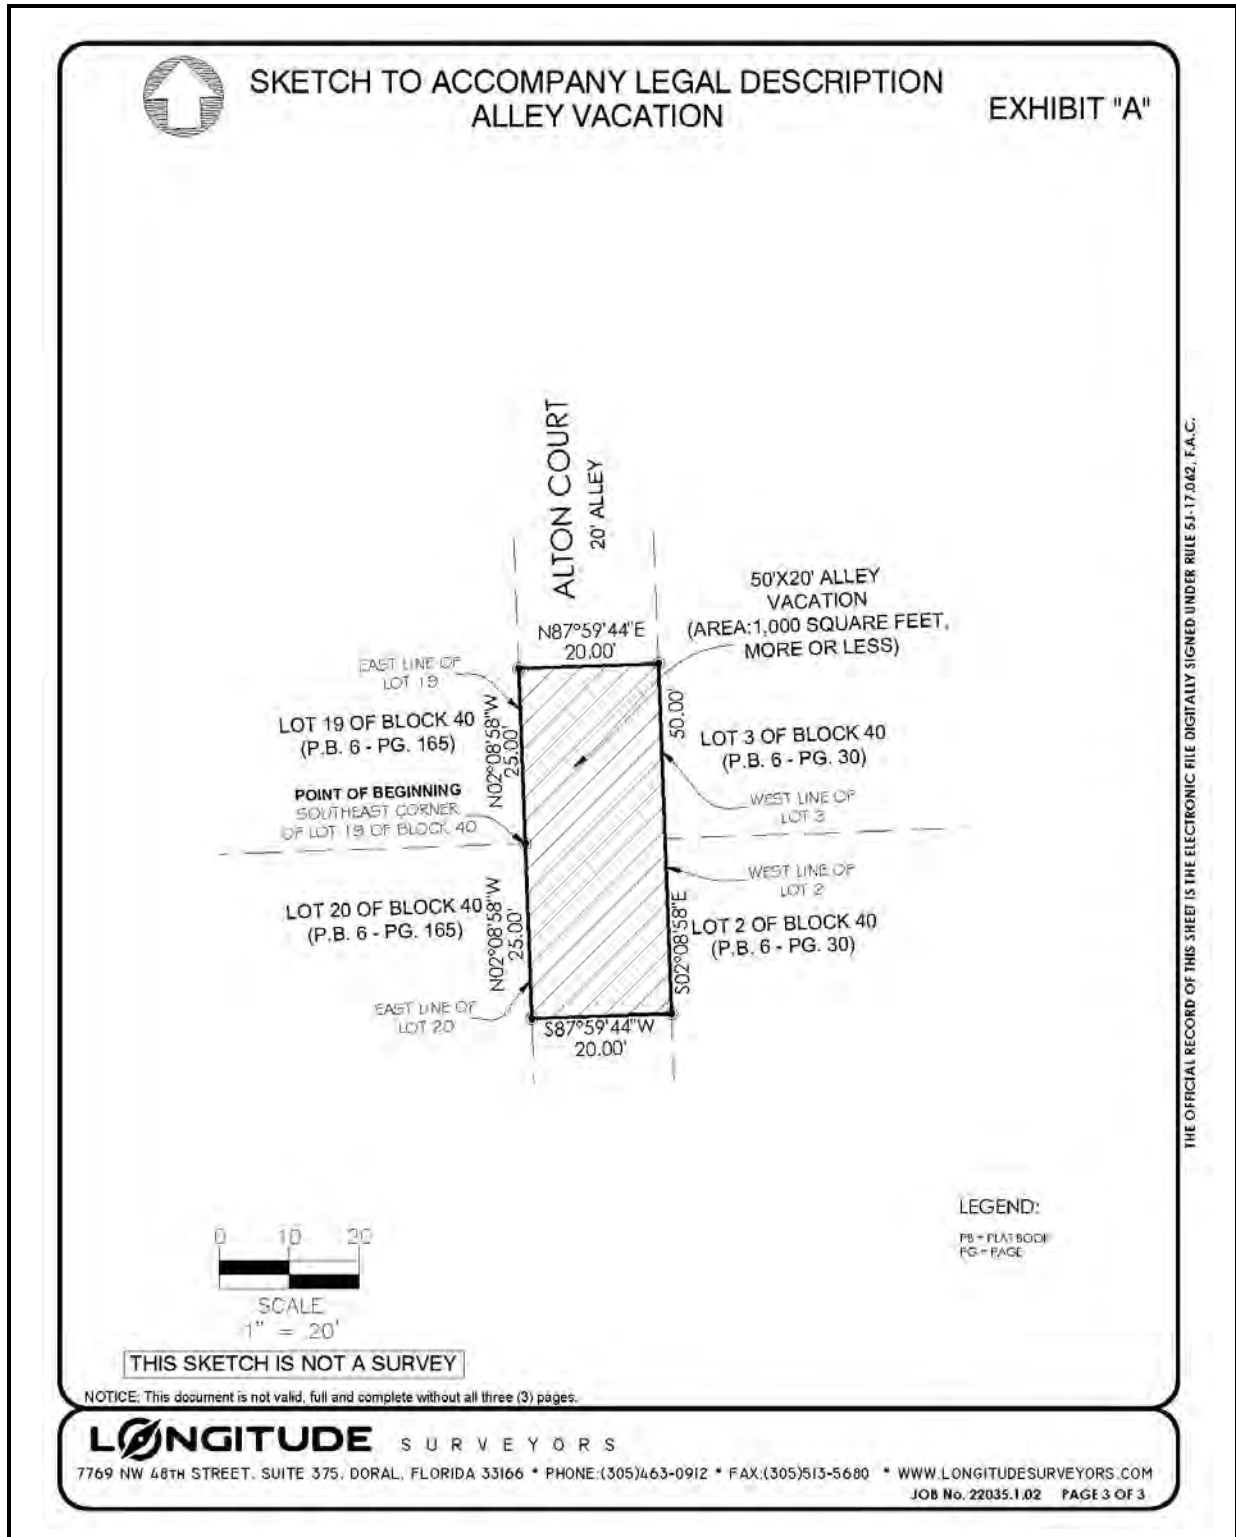 SKETCH TO ACCOMPANY LEGAL DESCRIPTION
ALLEY VACATION
EXHIBIT "A"
ALTON COURT
20' ALLEY
50'X20' ALLEY
VACATION
(AREA:1,000 SQUARE FEET,
MORE OR LESS)
N87°59'44"E
20.00'
EAST LINE OF
LOT 19
LOT 19 OF BLOCK 40
(P.B. 6 - PG. 165)
N02°08'58"W
25.00'
50.00'
LOT 3 OF BLOCK 40
(P.B. 6 - PG. 30)
POINT OF BEGINNING
SOUTHEAST CORNER
OF LOT 19 OF BLOCK 40
WEST LINE OF
LOT 3
WEST LINE OF
LOT 2
LOT 20 OF BLOCK 40
(P.B. 6 - PG. 165)
N02°08'58"W
25.00'
S02°08'58"E
LOT 2 OF BLOCK 40
(P.B. 6 - PG. 30)
EAST LINE OF
LOT 20
S87°59'44"W
20.00'
THE OFFICIAL RECORD OF THIS SHEET IS THE ELECTRONIC FILE DIGITALLY SIGNED UNDER RULE 5J-17.062, F.A.C.
LEGEND:
PB = PLAT BOOK
PG = PAGE
0 10 20
SCALE
1" = 20'
THIS SKETCH IS NOT A SURVEY
NOTICE: This document is not valid, full and complete without all three (3) pages.
LONGITUDE SURVEYORS
7769 NW 48TH STREET, SUITE 375, DORAL, FLORIDA 33166 * PHONE:(305)463-0912 * FAX:(305)513-5680 * WWW.LONGITUDESURVEYORS.COM
JOB No. 22035.1.02 PAGE 3 OF 3